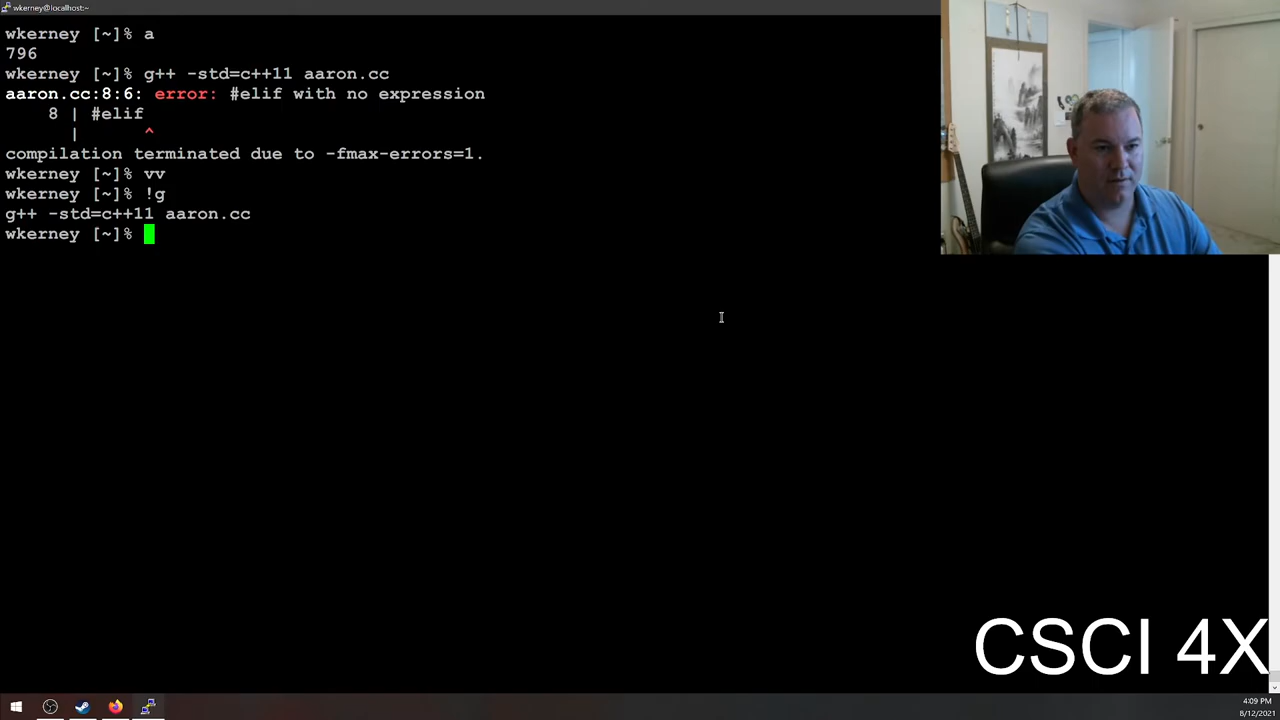 wkerney@localhost:~
wkerney [~]% a
796
wkerney [~]% g++ -std=c++11 aaron.cc
aaron.cc:8:6: error: #elif with no expression
8 | #elif
| ^
compilation terminated due to -fmax-errors=1.
wkerney [~]% vv
wkerney [~]% !g
g++ -std=c++11 aaron.cc
wkerney [~]%
CSCI 4X
4:09 PM
8/12/2021